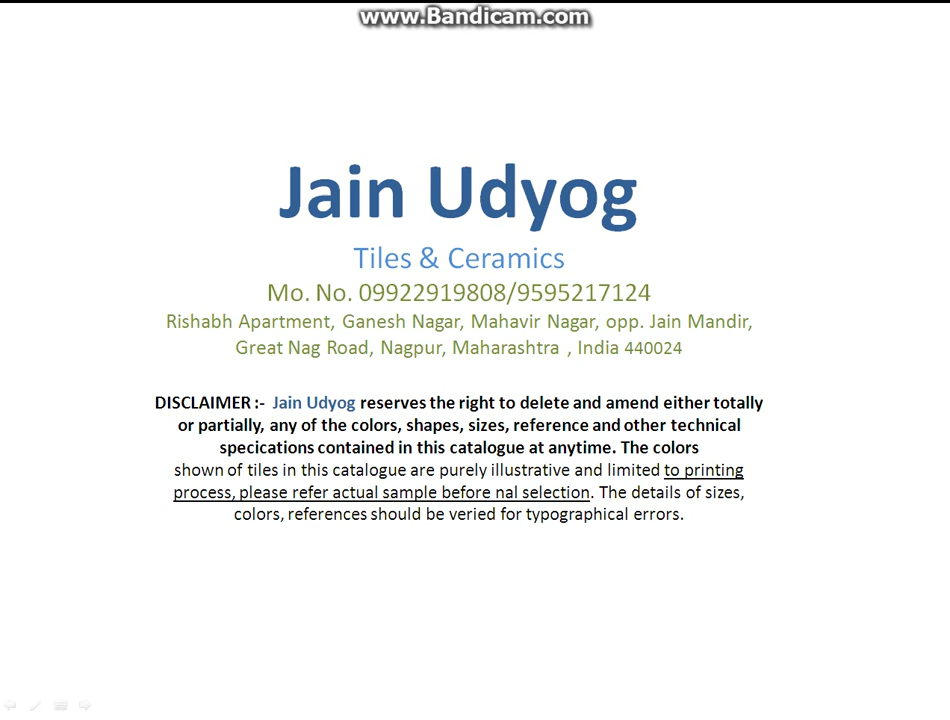 www.Bandicam.com
Jain Udyog
Tiles & Ceramics
Mo. No. 09922919808/9595217124
Rishabh Apartment, Ganesh Nagar, Mahavir Nagar, opp. Jain Mandir,
Great Nag Road, Nagpur, Maharashtra , India 440024
DISCLAIMER :- Jain Udyog reserves the right to delete and amend either totally
or partially, any of the colors, shapes, sizes, reference and other technical
specications contained in this catalogue at anytime. The colors
shown of tiles in this catalogue are purely illustrative and limited to printing
process, please refer actual sample before nal selection. The details of sizes,
colors, references should be veried for typographical errors.